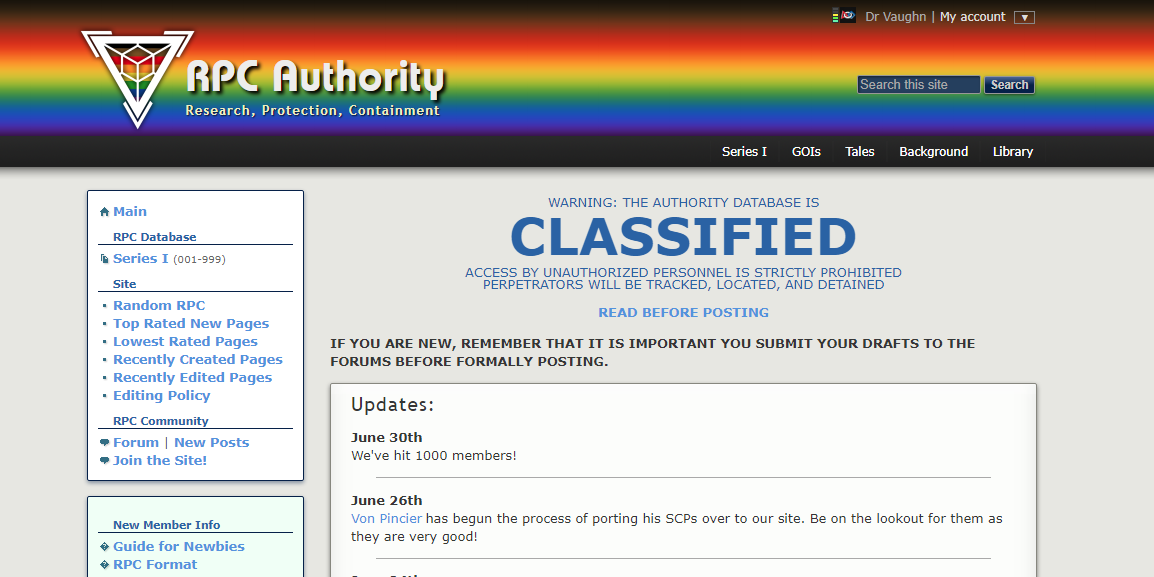 Dr Vaughn | My account ▼
RPC Authority
Research, Protection, Containment
Search this site
Search
Series I GOIs Tales Background Library
Main
RPC Database
Series I (001-999)
Site
Random RPC
Top Rated New Pages
Lowest Rated Pages
Recently Created Pages
Recently Edited Pages
Editing Policy
RPC Community
Forum | New Posts
Join the Site!
New Member Info
Guide for Newbies
RPC Format
WARNING: THE AUTHORITY DATABASE IS
CLASSIFIED
ACCESS BY UNAUTHORIZED PERSONNEL IS STRICTLY PROHIBITED
PERPETRATORS WILL BE TRACKED, LOCATED, AND DETAINED
READ BEFORE POSTING
IF YOU ARE NEW, REMEMBER THAT IT IS IMPORTANT YOU SUBMIT YOUR DRAFTS TO THE
FORUMS BEFORE FORMALLY POSTING.
Updates:
June 30th
We've hit 1000 members!
June 26th
Von Pincier has begun the process of porting his SCPs over to our site. Be on the lookout for them as
they are very good!